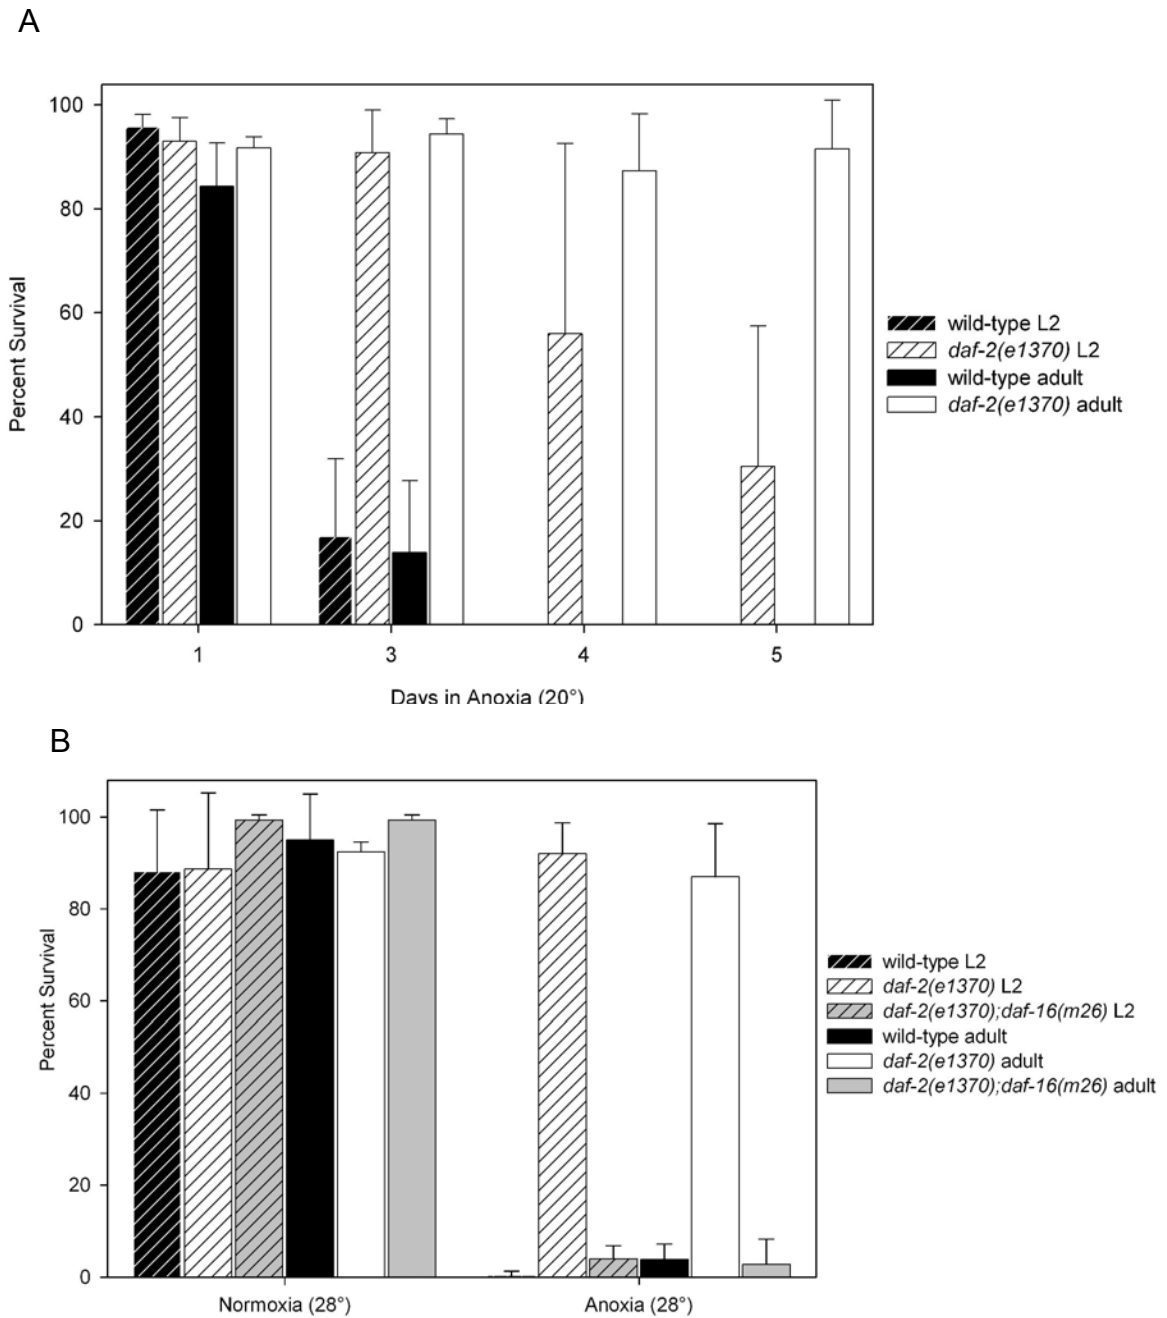 A
100
80
60
40
20
0
Percent Survival
1 3 4 5
Days in Anoxia (20°)
wild-type L2
daf-2(e1370) L2
wild-type adult
daf-2(e1370) adult
B
100
80
60
40
20
0
Percent Survival
Normoxia (28°) Anoxia (28°)
wild-type L2
daf-2(e1370) L2
daf-2(e1370);daf-16(m26) L2
wild-type adult
daf-2(e1370) adult
daf-2(e1370);daf-16(m26) adult